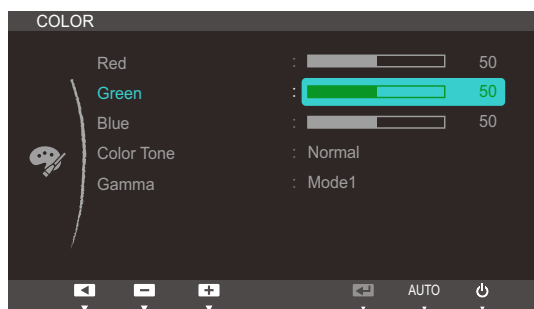 COLOR
Red : 50
Green : 50
Blue : 50
Color Tone : Normal
Gamma : Mode1
AUTO